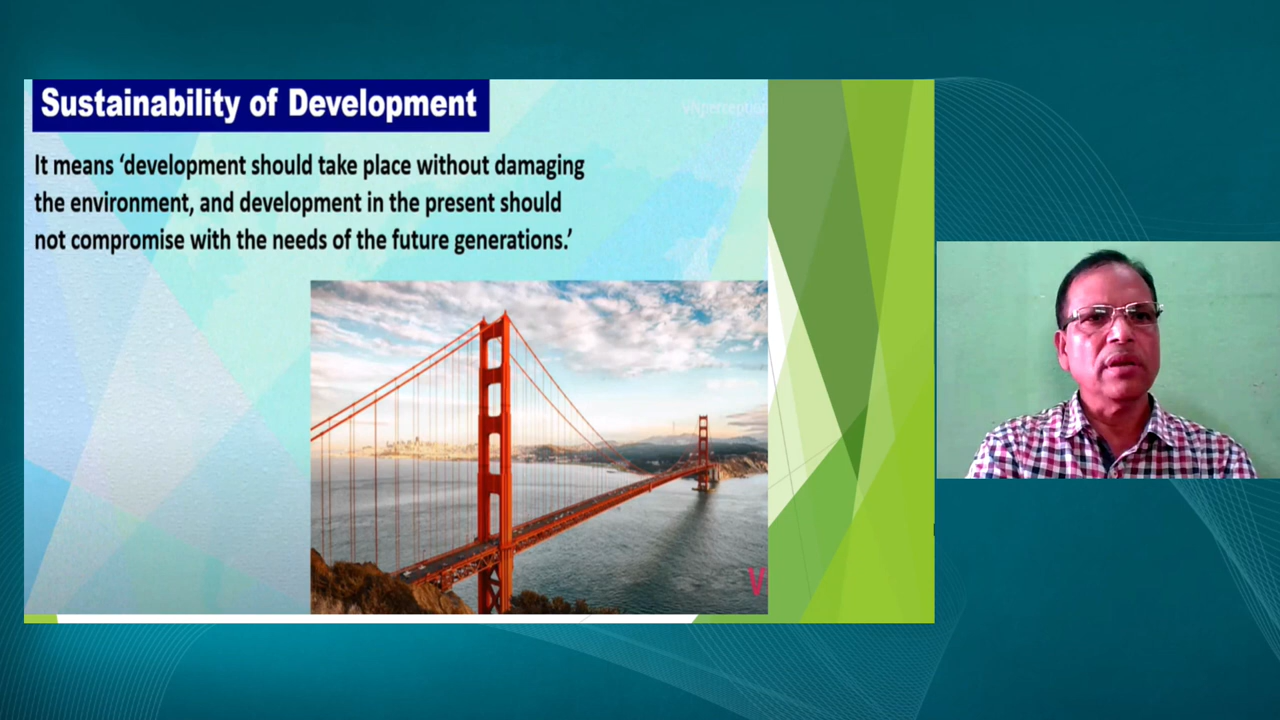 Sustainability of Development
VNperception
It means ‘development should take place without damaging
the environment, and development in the present should
not compromise with the needs of the future generations.’
V